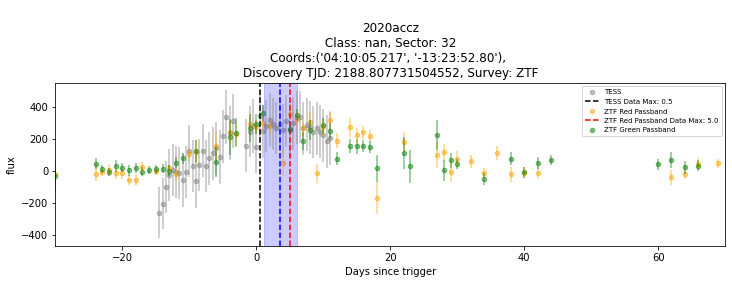 2020accz
Class: nan, Sector: 32
Coords:('04:10:05.217', '-13:23:52.80'),
Discovery TJD: 2188.807731504552, Survey: ZTF
TESS
TESS Data Max: 0.5
ZTF Red Passband
ZTF Red Passband Data Max: 5.0
ZTF Green Passband
flux
400
200
0
−200
−400
−20
0
20
40
60
Days since trigger